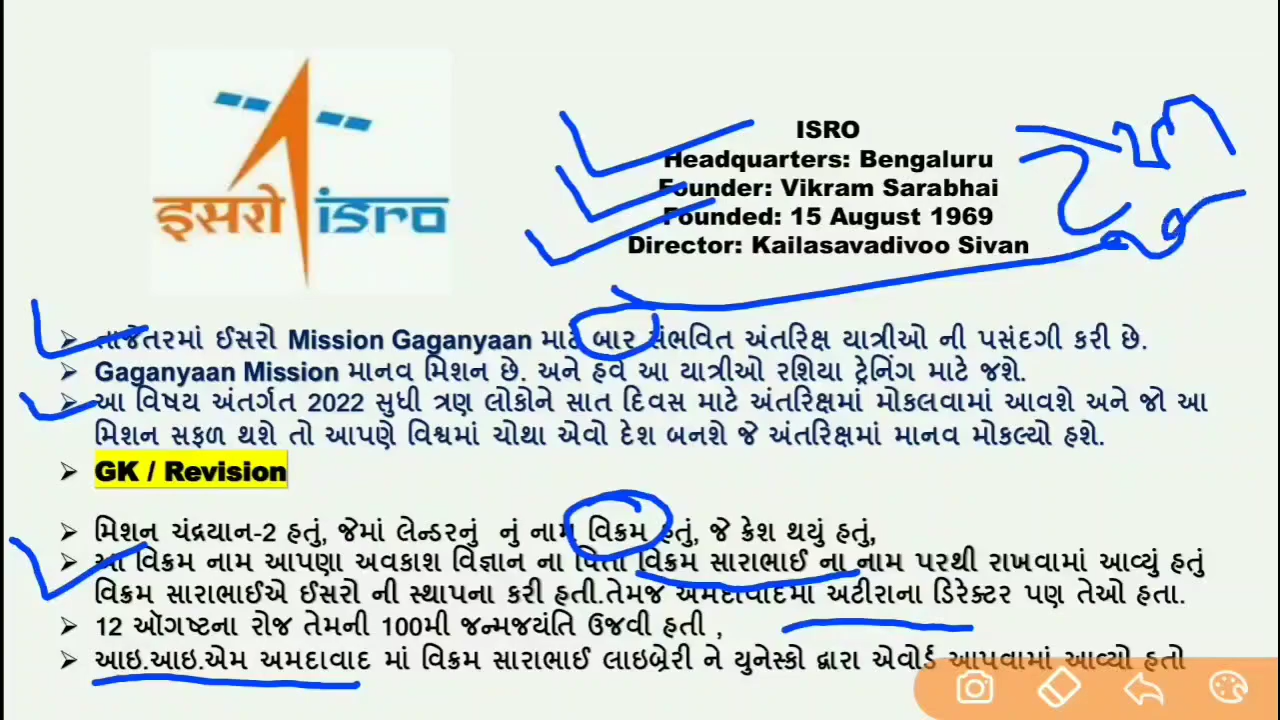 इसरो isro
ISRO
Headquarters: Bengaluru
Founder: Vikram Sarabhai
Founded: 15 August 1969
Director: Kailasavadivoo Sivan
તાજેતરમાં ઈસરો Mission Gaganyaan માટે બાર સંભવિત અંતરિક્ષ યાત્રીઓ ની પસંદગી કરી છે.
Gaganyaan Mission માનવ મિશન છે. અને હવે આ યાત્રીઓ રશિયા ટ્રેનિંગ માટે જશે.
આ વિષય અંતર્ગત 2022 સુધી ત્રણ લોકોને સાત દિવસ માટે અંતરિક્ષમાં મોકલવામાં આવશે અને જો આ
મિશન સફળ થશે તો આપણે વિશ્વમાં ચોથા એવો દેશ બનશે જે અંતરિક્ષમાં માનવ મોકલ્યો હશે.
GK / Revision
મિશન ચંદ્રયાન-2 હતું, જેમાં લેન્ડરનું નું નામ વિક્રમ હતું, જે ક્રેશ થયું હતું,
આ વિક્રમ નામ આપણા અવકાશ વિજ્ઞાન ના પિતા વિક્રમ સારાભાઈ ના નામ પરથી રાખવામાં આવ્યું હતું
વિક્રમ સારાભાઈએ ઈસરો ની સ્થાપના કરી હતી.તેમજ અમદાવાદમાં અટીરાના ડિરેક્ટર પણ તેઓ હતા.
12 ઑગષ્ટના રોજ તેમની 100મી જન્મજયંતિ ઉજવી હતી ,
આઇ.આઇ.એમ અમદાવાદ માં વિક્રમ સારાભાઈ લાઇબ્રેરી ને યુનેસ્કો દ્વારા એવોર્ડ આપવામાં આવ્યો હતો